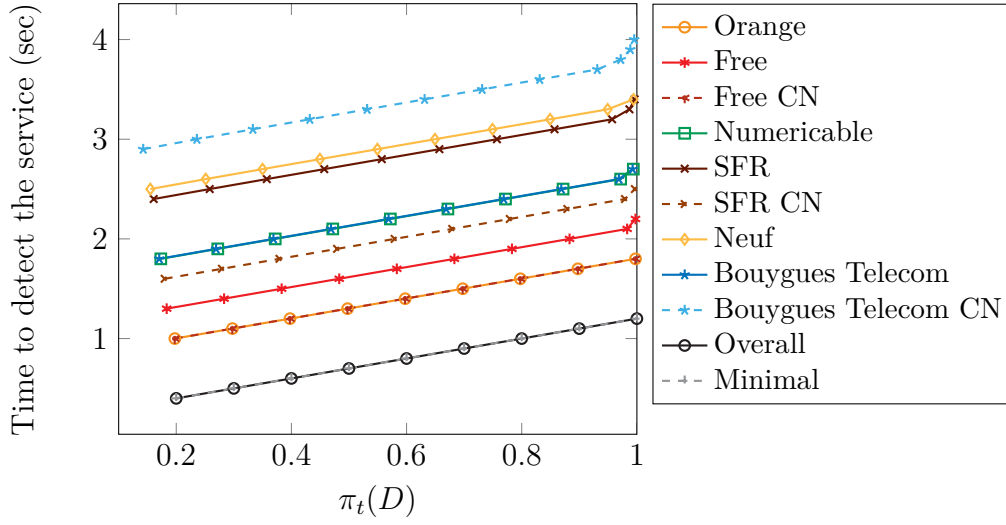 Time to detect the service (sec)
4
3
2
1
0.2 0.4 0.6 0.8 1
π_t(D)
Orange
Free
Free CN
Numericable
SFR
SFR CN
Neuf
Bouygues Telecom
Bouygues Telecom CN
Overall
Minimal